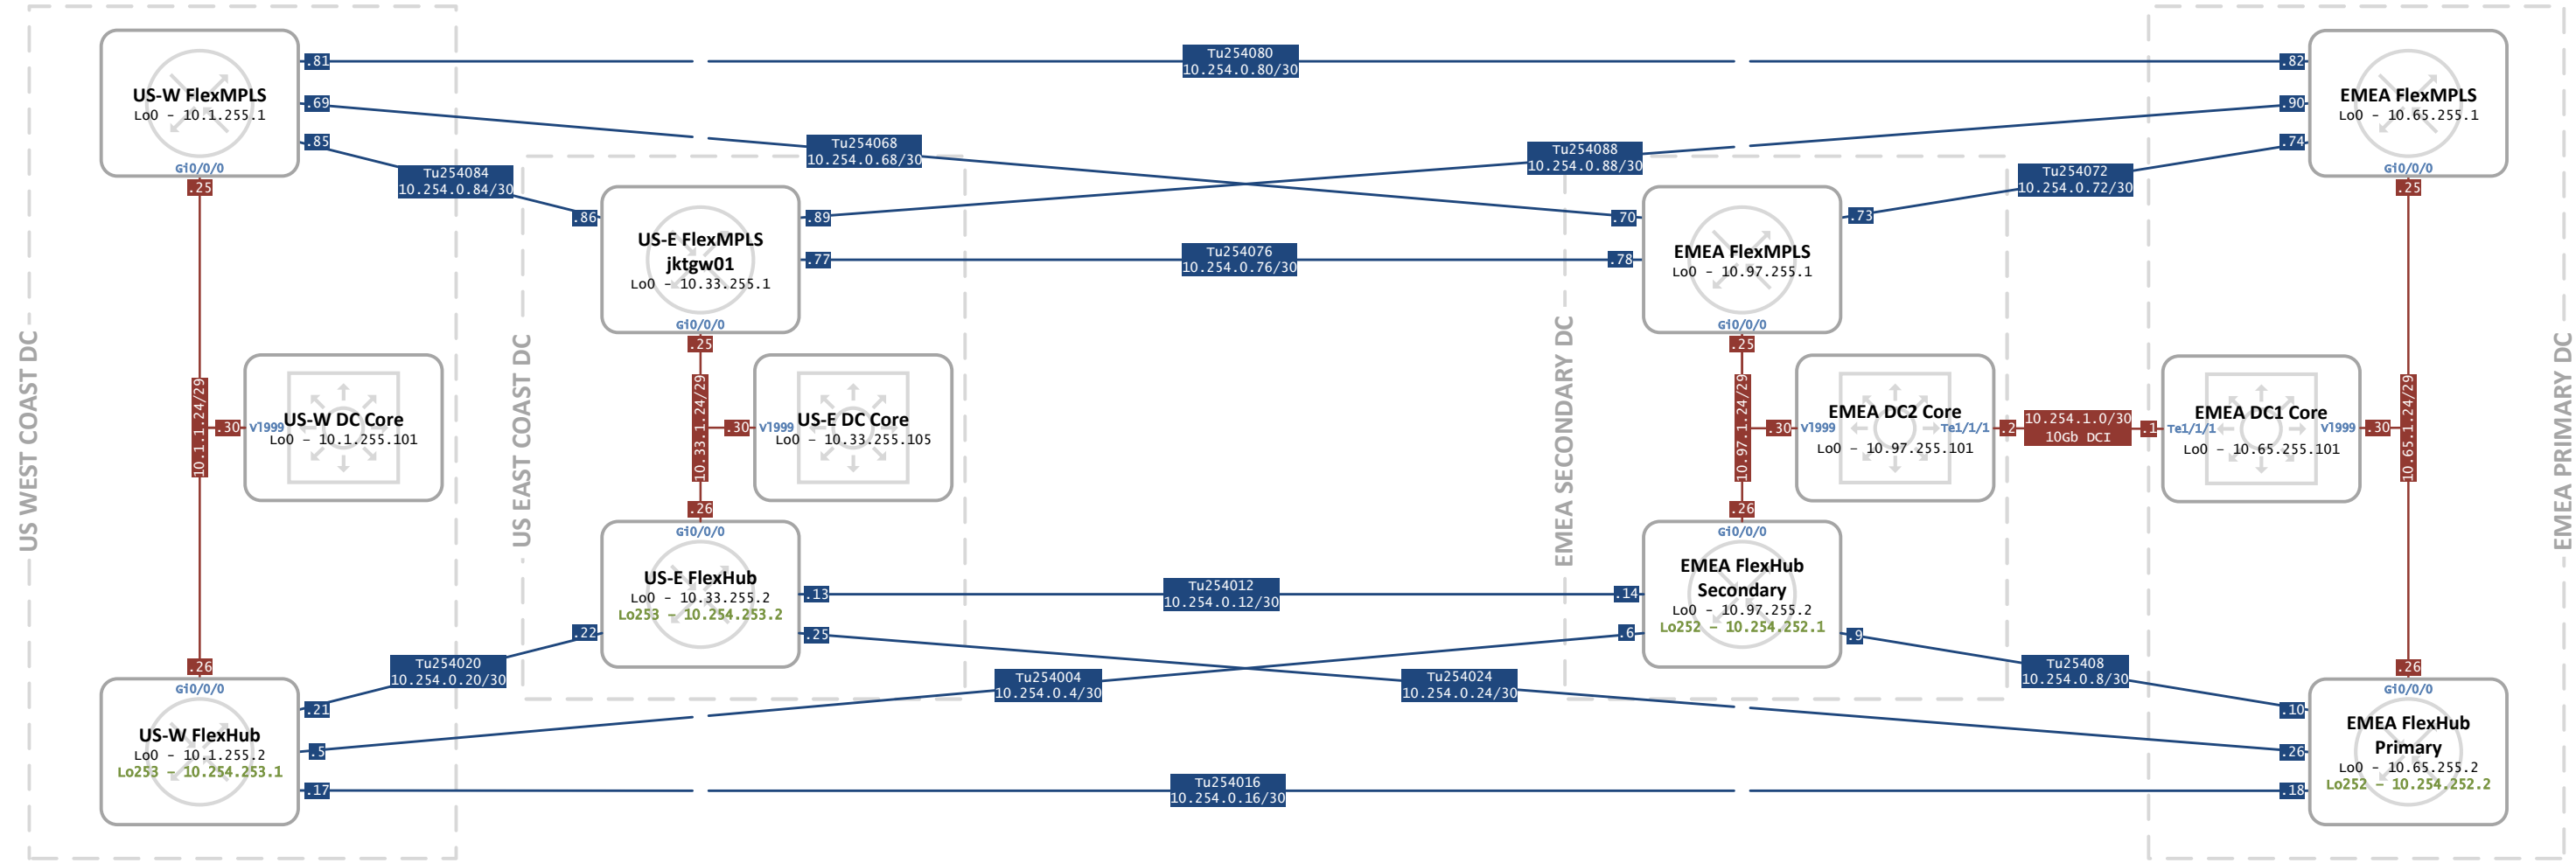 US WEST COAST DC
US-W FlexMPLS
Lo0 - 10.1.255.1
Gi0/0/0
.81
.69
.85
.25
10.1.1.24/29
.30
Vl999
US-W DC Core
Lo0 - 10.1.255.101
.26
Gi0/0/0
US-W FlexHub
Lo0 - 10.1.255.2
Lo253 - 10.254.253.1
.21
.5
.17
Tu254080
10.254.0.80/30
Tu254068
10.254.0.68/30
Tu254084
10.254.0.84/30
Tu254088
10.254.0.88/30
Tu254072
10.254.0.72/30
Tu254076
10.254.0.76/30
US EAST COAST DC
.86
US-E FlexMPLS
jktgw01
Lo0 - 10.33.255.1
Gi0/0/0
.89
.77
.25
10.33.1.24/29
.30
Vl999
US-E DC Core
Lo0 - 10.33.255.105
.26
Gi0/0/0
US-E FlexHub
Lo0 - 10.33.255.2
Lo253 - 10.254.253.2
.22
.13
.25
Tu254012
10.254.0.12/30
Tu254020
10.254.0.20/30
Tu254004
10.254.0.4/30
Tu254024
10.254.0.24/30
Tu25408
10.254.0.8/30
Tu254016
10.254.0.16/30
EMEA SECONDARY DC
.70
.78
EMEA FlexMPLS
Lo0 - 10.97.255.1
Gi0/0/0
.73
.25
10.97.1.24/29
.30
Vl999
EMEA DC2 Core
Te1/1/1
Lo0 - 10.97.255.101
.2
10.254.1.0/30
10Gb DCI
.1
.26
Gi0/0/0
EMEA FlexHub
Secondary
Lo0 - 10.97.255.2
Lo252 - 10.254.252.1
.14
.6
.9
EMEA PRIMARY DC
.82
.90
.74
EMEA FlexMPLS
Lo0 - 10.65.255.1
Gi0/0/0
.25
10.65.1.24/29
.30
Vl999
EMEA DC1 Core
Te1/1/1
Lo0 - 10.65.255.101
.26
Gi0/0/0
EMEA FlexHub
Primary
Lo0 - 10.65.255.2
Lo252 - 10.254.252.2
.10
.26
.18